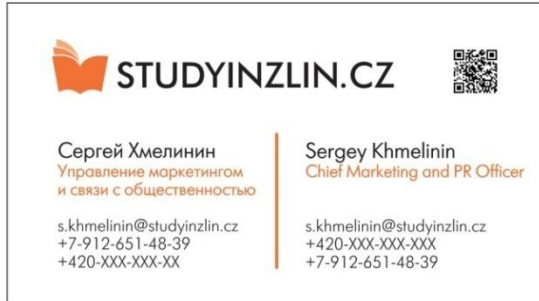 STUDYINZLIN.CZ
Сергей Хмелинин
Управление маркетингом
и связи с общественностью
s.khmelinin@studyinzlin.cz
+7-912-651-48-39
+420-XXX-XXX-XX
Sergey Khmelinin
Chief Marketing and PR Officer
s.khmelinin@studyinzlin.cz
+420-XXX-XXX-XXX
+7-912-651-48-39